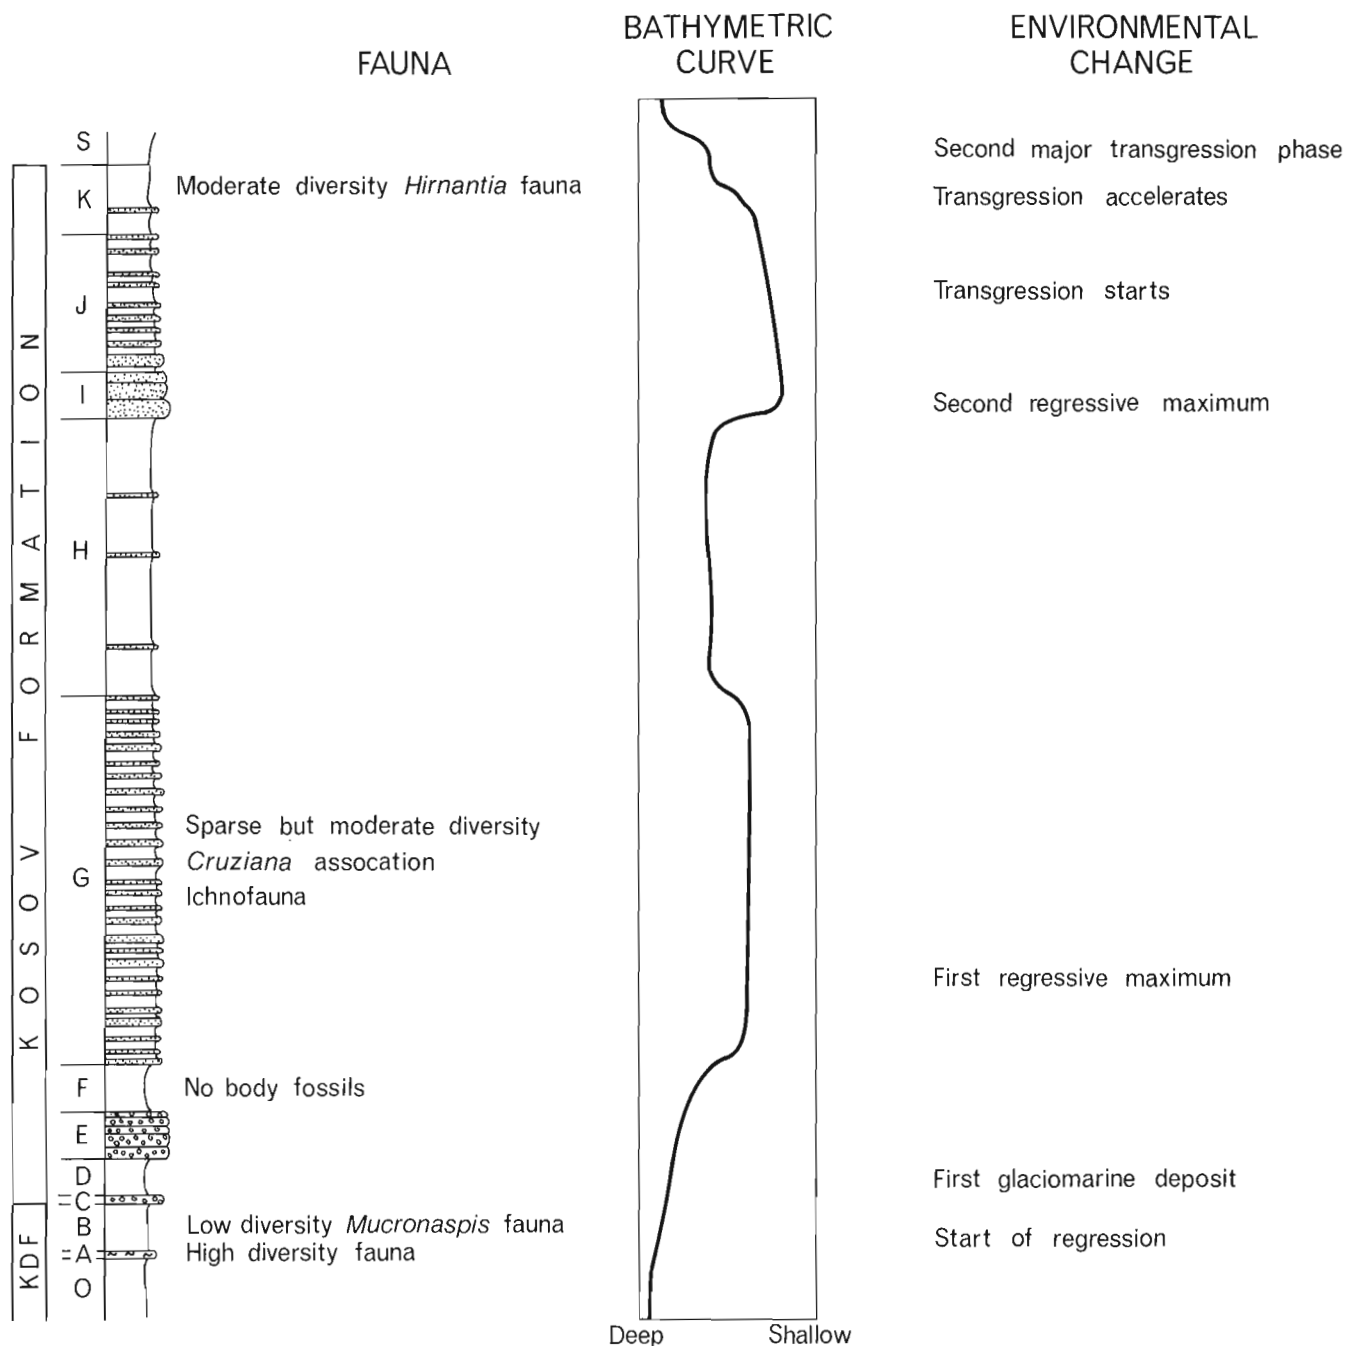 FAUNA
BATHYMETRIC
CURVE
ENVIRONMENTAL
CHANGE
S
K
J
I
H
G
F
E
D
C
B
A
O
KOSOV FORMATION
KDF
Moderate diversity Hirnantia fauna
Sparse but moderate diversity
Cruziana assocation
Ichnofauna
No body fossils
Low diversity Mucronaspis fauna
High diversity fauna
Deep
Shallow
Second major transgression phase
Transgression accelerates
Transgression starts
Second regressive maximum
First regressive maximum
First glaciomarine deposit
Start of regression